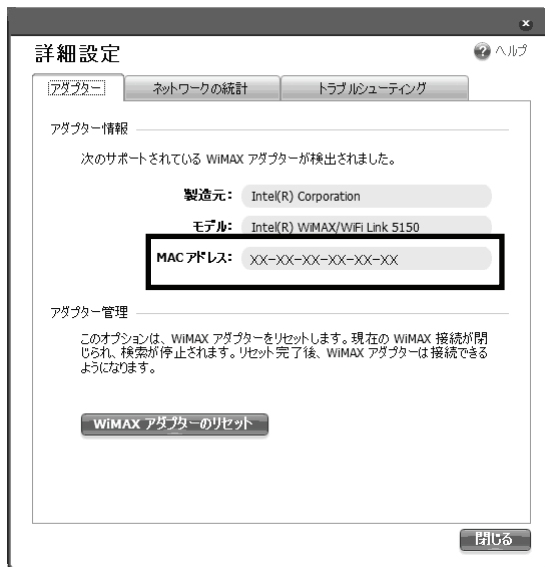 詳細設定
ヘルプ
アダプター
ネットワークの統計
トラブルシューティング
アダプター情報
次のサポートされている WiMAX アダプターが検出されました。
製造元: Intel(R) Corporation
モデル: Intel(R) WiMAX/WiFi Link 5150
MAC アドレス: XX-XX-XX-XX-XX-XX
アダプター管理
このオプションは、WiMAX アダプターをリセットします。現在の WiMAX 接続が閉
じられ、検索が停止されます。リセット完了後、WiMAX アダプターは接続できる
ようになります。
WiMAX アダプターのリセット
閉じる